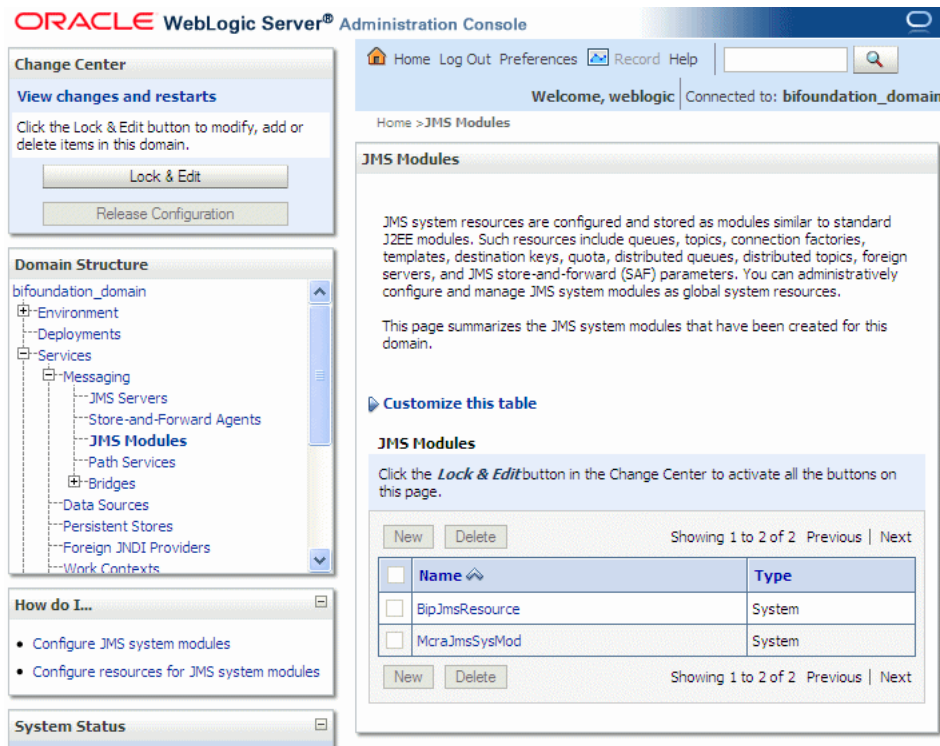 ORACLE WebLogic Server® Administration Console
Change Center
View changes and restarts
Click the Lock & Edit button to modify, add or
delete items in this domain.
Lock & Edit
Release Configuration
Domain Structure
bifoundation_domain
Environment
Deployments
Services
Messaging
JMS Servers
Store-and-Forward Agents
JMS Modules
Path Services
Bridges
Data Sources
Persistent Stores
Foreign JNDI Providers
Work Contexts
How do I...
Configure JMS system modules
Configure resources for JMS system modules
System Status
Home Log Out Preferences Record Help
Welcome, weblogic Connected to: bifoundation_domain
Home >JMS Modules
JMS Modules
JMS system resources are configured and stored as modules similar to standard
J2EE modules. Such resources include queues, topics, connection factories,
templates, destination keys, quota, distributed queues, distributed topics, foreign
servers, and JMS store-and-forward (SAF) parameters. You can administratively
configure and manage JMS system modules as global system resources.
This page summarizes the JMS system modules that have been created for this
domain.
Customize this table
JMS Modules
Click the Lock & Edit button in the Change Center to activate all the buttons on
this page.
New Delete Showing 1 to 2 of 2 Previous | Next
Name Type
BipJmsResource System
McraJmsSysMod System
New Delete Showing 1 to 2 of 2 Previous | Next